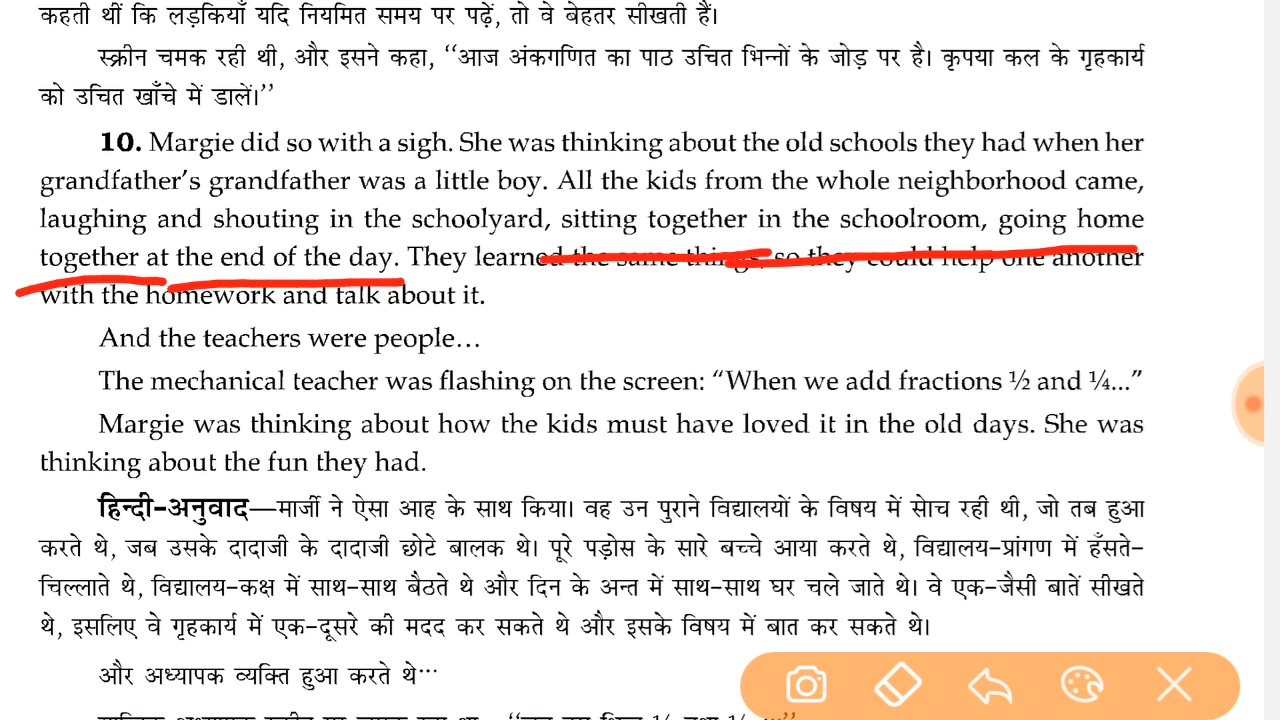 कहती थीं कि लड़कियाँ यदि नियमित समय पर पढ़ें, तो वे बेहतर सीखती हैं।
स्क्रीन चमक रही थी, और इसने कहा, ‘‘आज अंकगणित का पाठ उचित भिन्नों के जोड़ पर है। कृपया कल के गृहकार्य
को उचित खाँचे में डालें।’’
10. Margie did so with a sigh. She was thinking about the old schools they had when her
grandfather’s grandfather was a little boy. All the kids from the whole neighborhood came,
laughing and shouting in the schoolyard, sitting together in the schoolroom, going home
together at the end of the day. They learned the same things, so they could help one another
with the homework and talk about it.
And the teachers were people...
The mechanical teacher was flashing on the screen: “When we add fractions ½ and ¼...”
Margie was thinking about how the kids must have loved it in the old days. She was
thinking about the fun they had.
हिन्दी-अनुवाद—मार्जी ने ऐसा आह के साथ किया। वह उन पुराने विद्यालयों के विषय में सोच रही थी, जो तब हुआ
करते थे, जब उसके दादाजी के दादाजी छोटे बालक थे। पूरे पड़ोस के सारे बच्चे आया करते थे, विद्यालय-प्रांगण में हँसते-
चिल्लाते थे, विद्यालय-कक्ष में साथ-साथ बैठते थे और दिन के अन्त में साथ-साथ घर चले जाते थे। वे एक-जैसी बातें सीखते
थे, इसलिए वे गृहकार्य में एक-दूसरे की मदद कर सकते थे और इसके विषय में बात कर सकते थे।
और अध्यापक व्यक्ति हुआ करते थे···